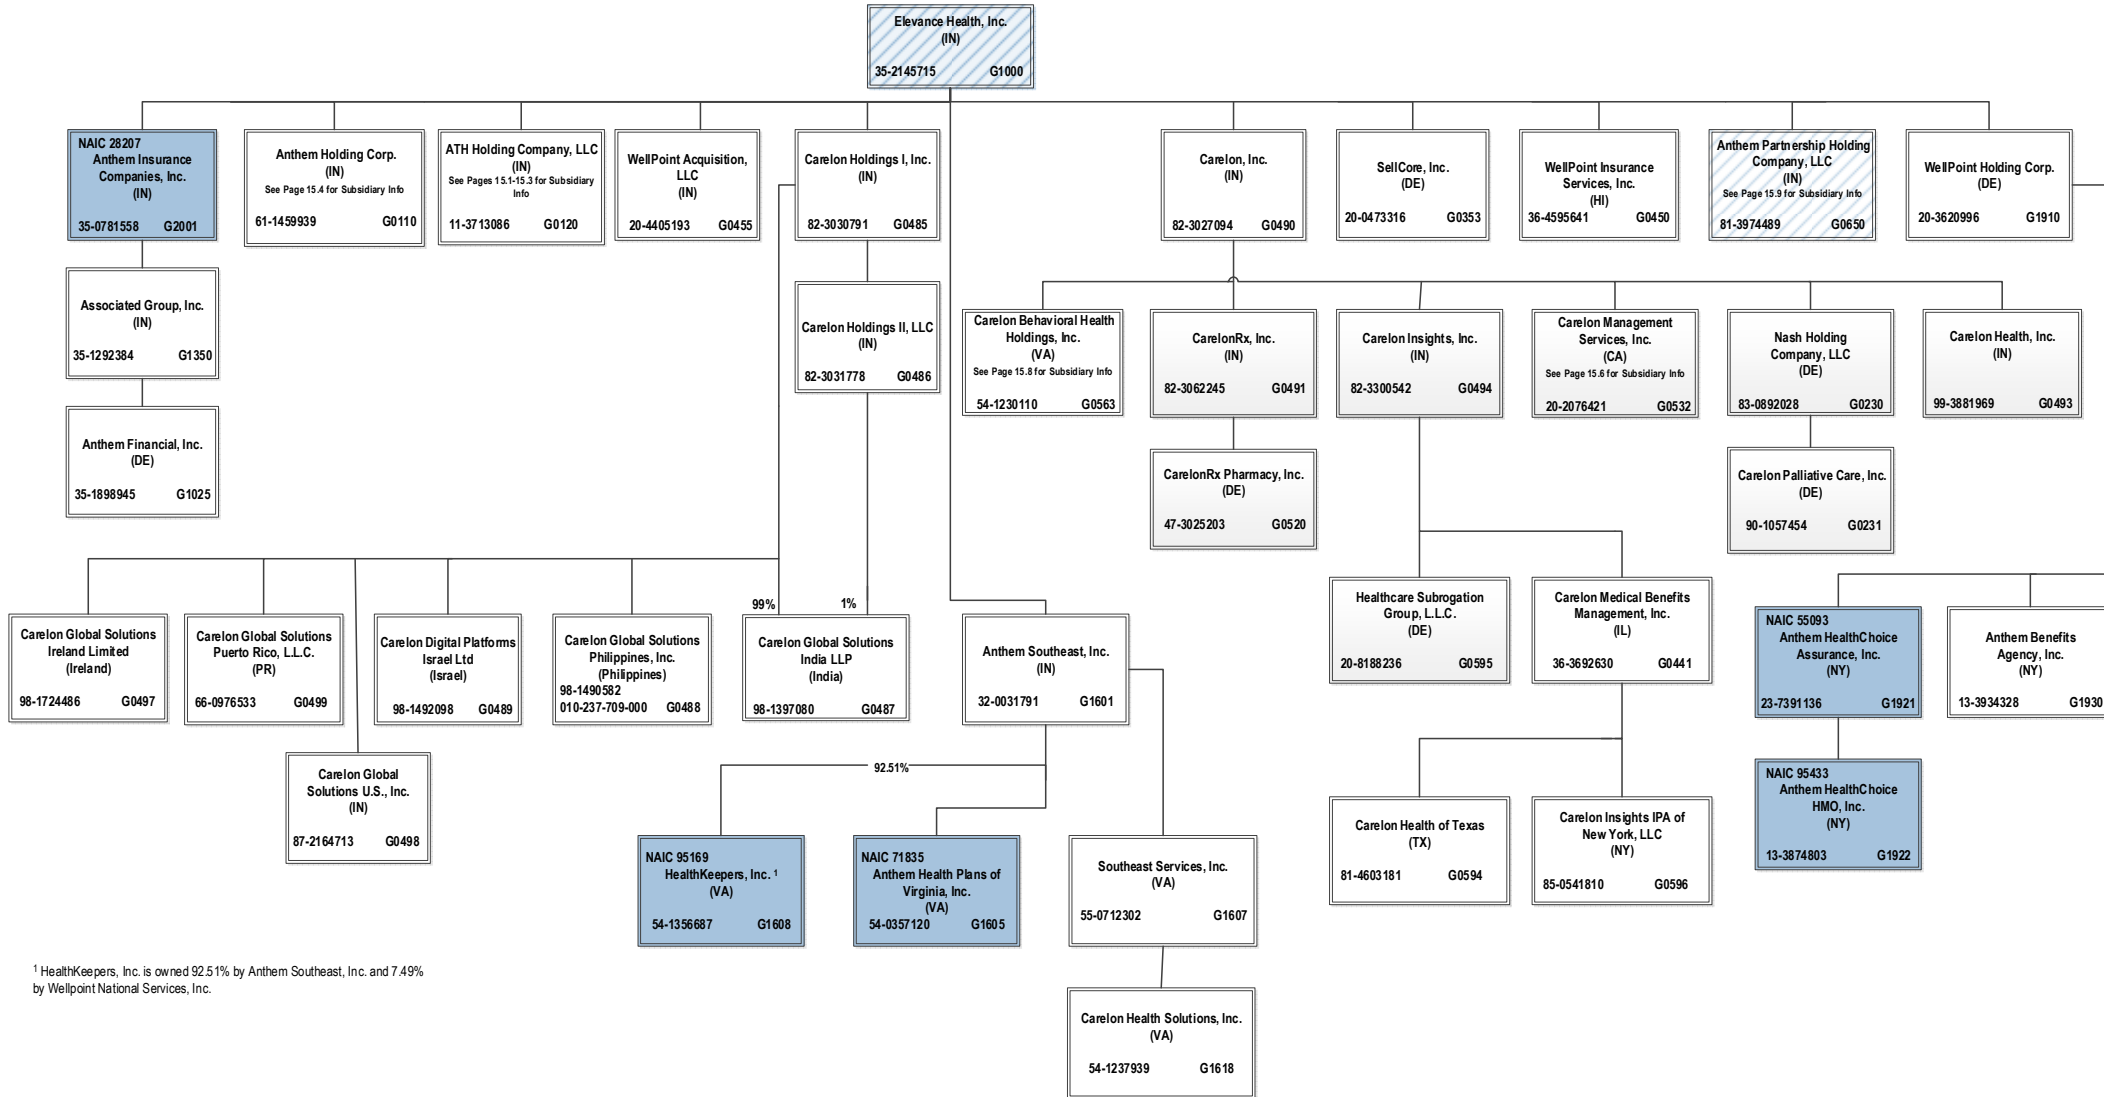 Elevance Health, Inc.
(IN)
35-2145715 G1000
NAIC 28207
Anthem Insurance
Companies, Inc.
(IN)
35-0781558 G2001
Anthem Holding Corp.
(IN)
See Page 15.4 for Subsidiary Info
61-1459939 G0110
ATH Holding Company, LLC
(IN)
See Pages 15.1-15.3 for Subsidiary
Info
11-3713086 G0120
WellPoint Acquisition,
LLC
(IN)
20-4405193 G0455
Carelon Holdings I, Inc.
(IN)
82-3030791 G0485
Carelon, Inc.
(IN)
82-3027094 G0490
SellCore, Inc.
(DE)
20-0473316 G0353
WellPoint Insurance
Services, Inc.
(HI)
36-4595641 G0450
Anthem Partnership Holding
Company, LLC
(IN)
See Page 15.9 for Subsidiary Info
81-3974489 G0650
WellPoint Holding Corp.
(DE)
20-3620996 G1910
Associated Group, Inc.
(IN)
35-1292384 G1350
Carelon Holdings II, LLC
(IN)
82-3031778 G0486
Carelon Behavioral Health
Holdings, Inc.
(VA)
See Page 15.8 for Subsidiary Info
54-1230110 G0563
CarelonRx, Inc.
(IN)
82-3062245 G0491
Carelon Insights, Inc.
(IN)
82-3300542 G0494
Carelon Management
Services, Inc.
(CA)
See Page 15.6 for Subsidiary Info
20-2076421 G0532
Nash Holding
Company, LLC
(DE)
83-0892028 G0230
Carelon Health, Inc.
(IN)
99-3881969 G0493
Anthem Financial, Inc.
(DE)
35-1898945 G1025
CarelonRx Pharmacy, Inc.
(DE)
47-3025203 G0520
Carelon Palliative Care, Inc.
(DE)
90-1057454 G0231
99%
1%
Carelon Global Solutions
Ireland Limited
(Ireland)
98-1724486 G0497
Carelon Global Solutions
Puerto Rico, L.L.C.
(PR)
66-0976533 G0499
Carelon Digital Platforms
Israel Ltd
(Israel)
98-1492098 G0489
Carelon Global Solutions
Philippines, Inc.
(Philippines)
98-1490582
010-237-709-000 G0488
Carelon Global Solutions
India LLP
(India)
98-1397080 G0487
Anthem Southeast, Inc.
(IN)
32-0031791 G1601
Healthcare Subrogation
Group, L.L.C.
(DE)
20-8188236 G0595
Carelon Medical Benefits
Management, Inc.
(IL)
36-3692630 G0441
NAIC 55093
Anthem HealthChoice
Assurance, Inc.
(NY)
23-7391136 G1921
Anthem Benefits
Agency, Inc.
(NY)
13-3934328 G1930
Carelon Global
Solutions U.S., Inc.
(IN)
87-2164713 G0498
92.51%
NAIC 95433
Anthem HealthChoice
HMO, Inc.
(NY)
13-3874803 G1922
NAIC 95169
HealthKeepers, Inc. ¹
(VA)
54-1356687 G1608
NAIC 71835
Anthem Health Plans of
Virginia, Inc.
(VA)
54-0357120 G1605
Southeast Services, Inc.
(VA)
55-0712302 G1607
Carelon Health of Texas
(TX)
81-4603181 G0594
Carelon Insights IPA of
New York, LLC
(NY)
85-0541810 G0596
¹ HealthKeepers, Inc. is owned 92.51% by Anthem Southeast, Inc. and 7.49%
by Wellpoint National Services, Inc.
Carelon Health Solutions, Inc.
(VA)
54-1237939 G1618